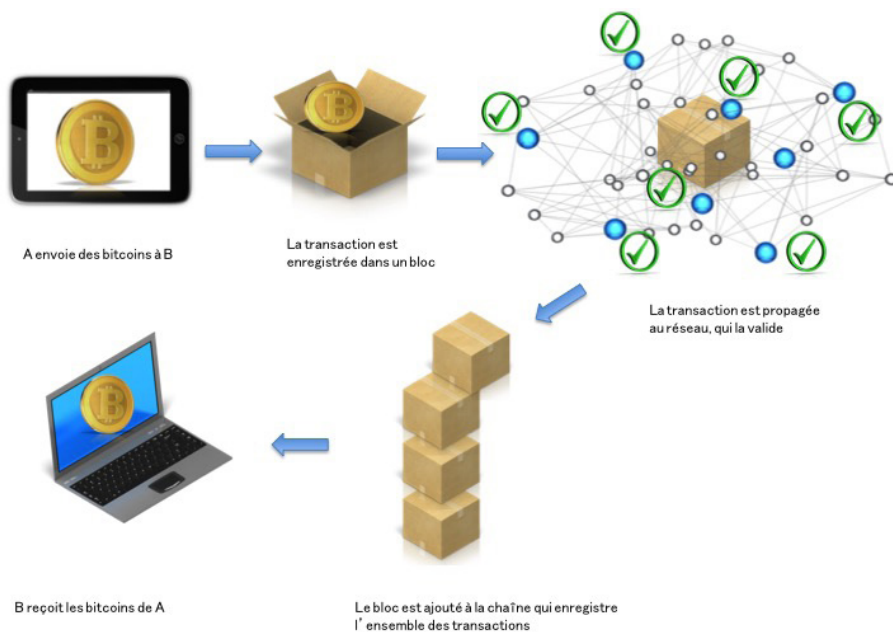 A envoie des bitcoins à B
La transaction est
enregistrée dans un bloc
La transaction est propagée
au réseau, qui la valide
B reçoit les bitcoins de A
Le bloc est ajouté à la chaîne qui enregistre
l' ensemble des transactions